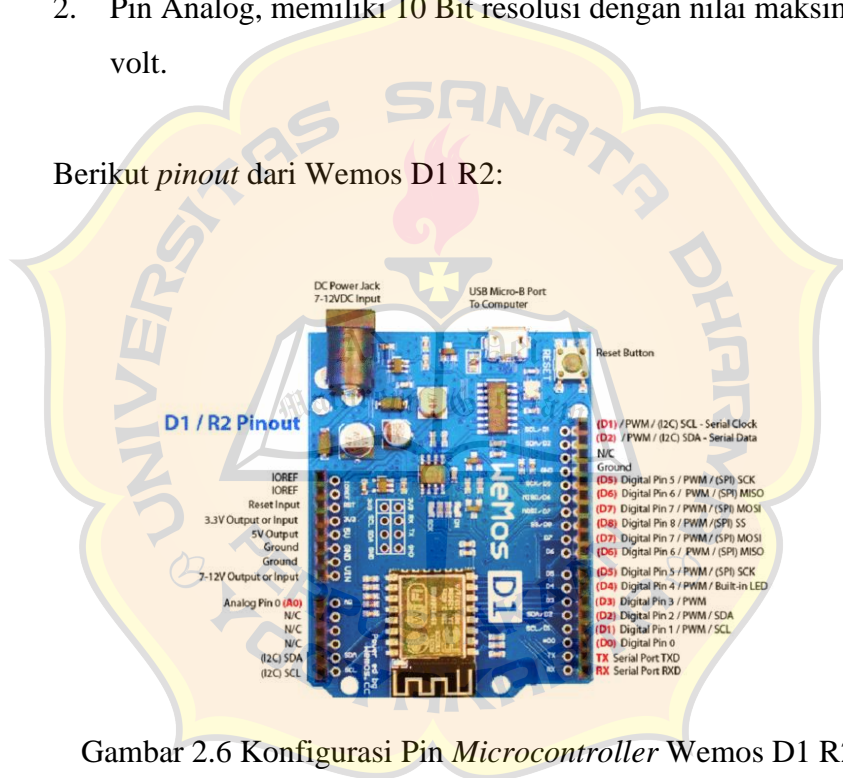 2. Pin Analog, memiliki 10 Bit resolusi dengan nilai
volt.
Berikut pinout dari Wemos D1 R2:
UNIVERSITAS SANATA DHARMA
DC Power Jack
7-12VDC Input
USB Micro-B Port
To Computer
Reset Button
RESET
D1 / R2 Pinout
IOREF
IOREF
Reset Input
3.3V Output or Input
5V Output
Ground
Ground
7-12V Output or Input
Analog Pin 0 (A0)
N/C
N/C
N/C
(I2C) SDA
(I2C) SCL
WeMos D1
(D1) / PWM / (I2C) SCL - Serial Clock
(D2) / PWM / (I2C) SDA - Serial Data
N/C
Ground
(D5) Digital Pin 5 / PWM / (SPI) SCK
(D6) Digital Pin 6 / PWM / (SPI) MISO
(D7) Digital Pin 7 / PWM / (SPI) MOSI
(D8) Digital Pin 8 / PWM / (SPI) SS
(D7) Digital Pin 7 / PWM / (SPI) MOSI
(D6) Digital Pin 6 / PWM / (SPI) MISO
(D5) Digital Pin 5 / PWM / (SPI) SCK
(D4) Digital Pin 4 / PWM / Built-in LED
(D3) Digital Pin 3 / PWM
(D2) Digital Pin 2 / PWM / SDA
(D1) Digital Pin 1 / PWM / SCL
(D0) Digital Pin 0
TX Serial Port TXD
RX Serial Port RXD
Gambar 2.6 Konfigurasi Pin Microcontroller Wemos D1 R2